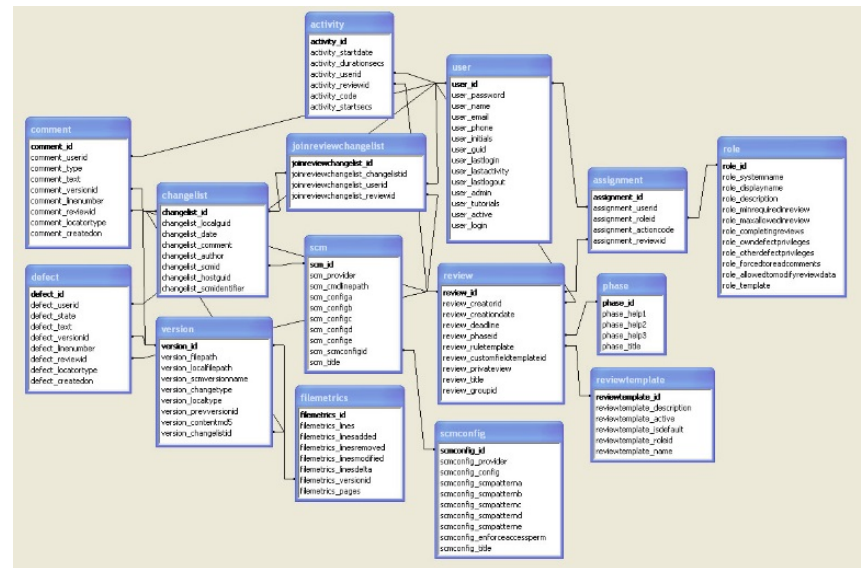 activity
activity_id
activity_startdate
activity_durationsecs
activity_userid
activity_reviewid
activity_code
activity_startsecs
user
user_id
user_password
user_name
user_email
user_phone
user_initials
user_guid
user_lastlogin
user_lastactivity
user_lastlogout
user_admin
user_tutorials
user_active
user_login
comment
comment_id
comment_userid
comment_type
comment_text
comment_versionid
comment_linenumber
comment_reviewid
comment_locatortype
comment_createdon
joinreviewchangelist
joinreviewchangelist_id
joinreviewchangelist_changelistid
joinreviewchangelist_userid
joinreviewchangelist_reviewid
role
role_id
role_systemname
role_displayname
role_description
role_minrequiredinreview
role_maxallowedinreview
role_completingreviews
role_owndefectprivileges
role_otherdefectprivileges
role_forcedtoreadcomments
role_allowedtomodifyreviewdata
role_template
assignment
assignment_id
assignment_userid
assignment_roleid
assignment_actioncode
assignment_reviewid
changelist
changelist_id
changelist_localguid
changelist_date
changelist_comment
changelist_author
changelist_scmid
changelist_hostguid
changelist_scmidentifier
scm
scm_id
scm_provider
scm_cmdlinepath
scm_configa
scm_configb
scm_configc
scm_configd
scm_confige
scm_scmconfigid
scm_title
defect
defect_id
defect_userid
defect_state
defect_text
defect_versionid
defect_linenumber
defect_reviewid
defect_locatortype
defect_createdon
review
review_id
review_creatorid
review_creationdate
review_deadline
review_phaseid
review_ruletemplate
review_customfieldtemplateid
review_privateview
review_title
review_groupid
phase
phase_id
phase_help1
phase_help2
phase_help3
phase_title
version
version_id
version_filepath
version_localfilepath
version_scmversionname
version_changetype
version_localtype
version_prevversionid
version_contentmd5
version_changelistid
reviewtemplate
reviewtemplate_id
reviewtemplate_description
reviewtemplate_active
reviewtemplate_isdefault
reviewtemplate_roleid
reviewtemplate_name
filemetrics
filemetrics_id
filemetrics_lines
filemetrics_linesadded
filemetrics_linesremoved
filemetrics_linesmodified
filemetrics_linesdelta
filemetrics_versionid
filemetrics_pages
scmconfig
scmconfig_id
scmconfig_provider
scmconfig_config
scmconfig_scmpatterna
scmconfig_scmpatternb
scmconfig_scmpatternc
scmconfig_scmpatternd
scmconfig_scmpatterne
scmconfig_enforceaccessperm
scmconfig_title